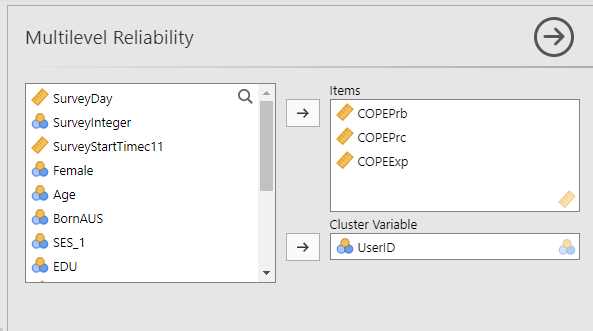 Multilevel Reliability
SurveyDay
SurveyInteger
SurveyStartTimec11
Female
Age
BornAUS
SES_1
EDU
Items
COPEPrb
COPEPrc
COPEExp
Cluster Variable
UserID